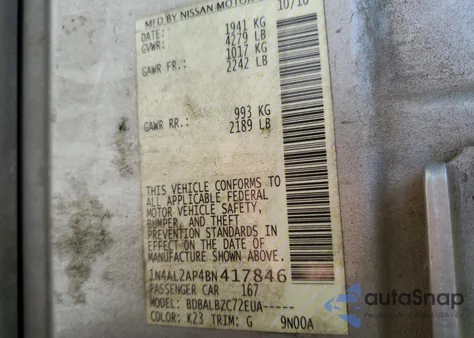 MFD BY NISSAN MOTOR
DATE: 10/10
GVWR: 1941 KG
4279 LB
GAWR FR.: 1017 KG
2242 LB
GAWR RR.: 993 KG
2189 LB
THIS VEHICLE CONFORMS TO
ALL APPLICABLE FEDERAL
MOTOR VEHICLE SAFETY,
BUMPER, AND THEFT
PREVENTION STANDARDS IN
EFFECT ON THE DATE OF
MANUFACTURE SHOWN ABOVE.
1N4AL2AP4BN417846
PASSENGER CAR 167
MODEL: BDBALBZC72EUA-----
COLOR: K23 TRIM: G 9N00A
autoSnap